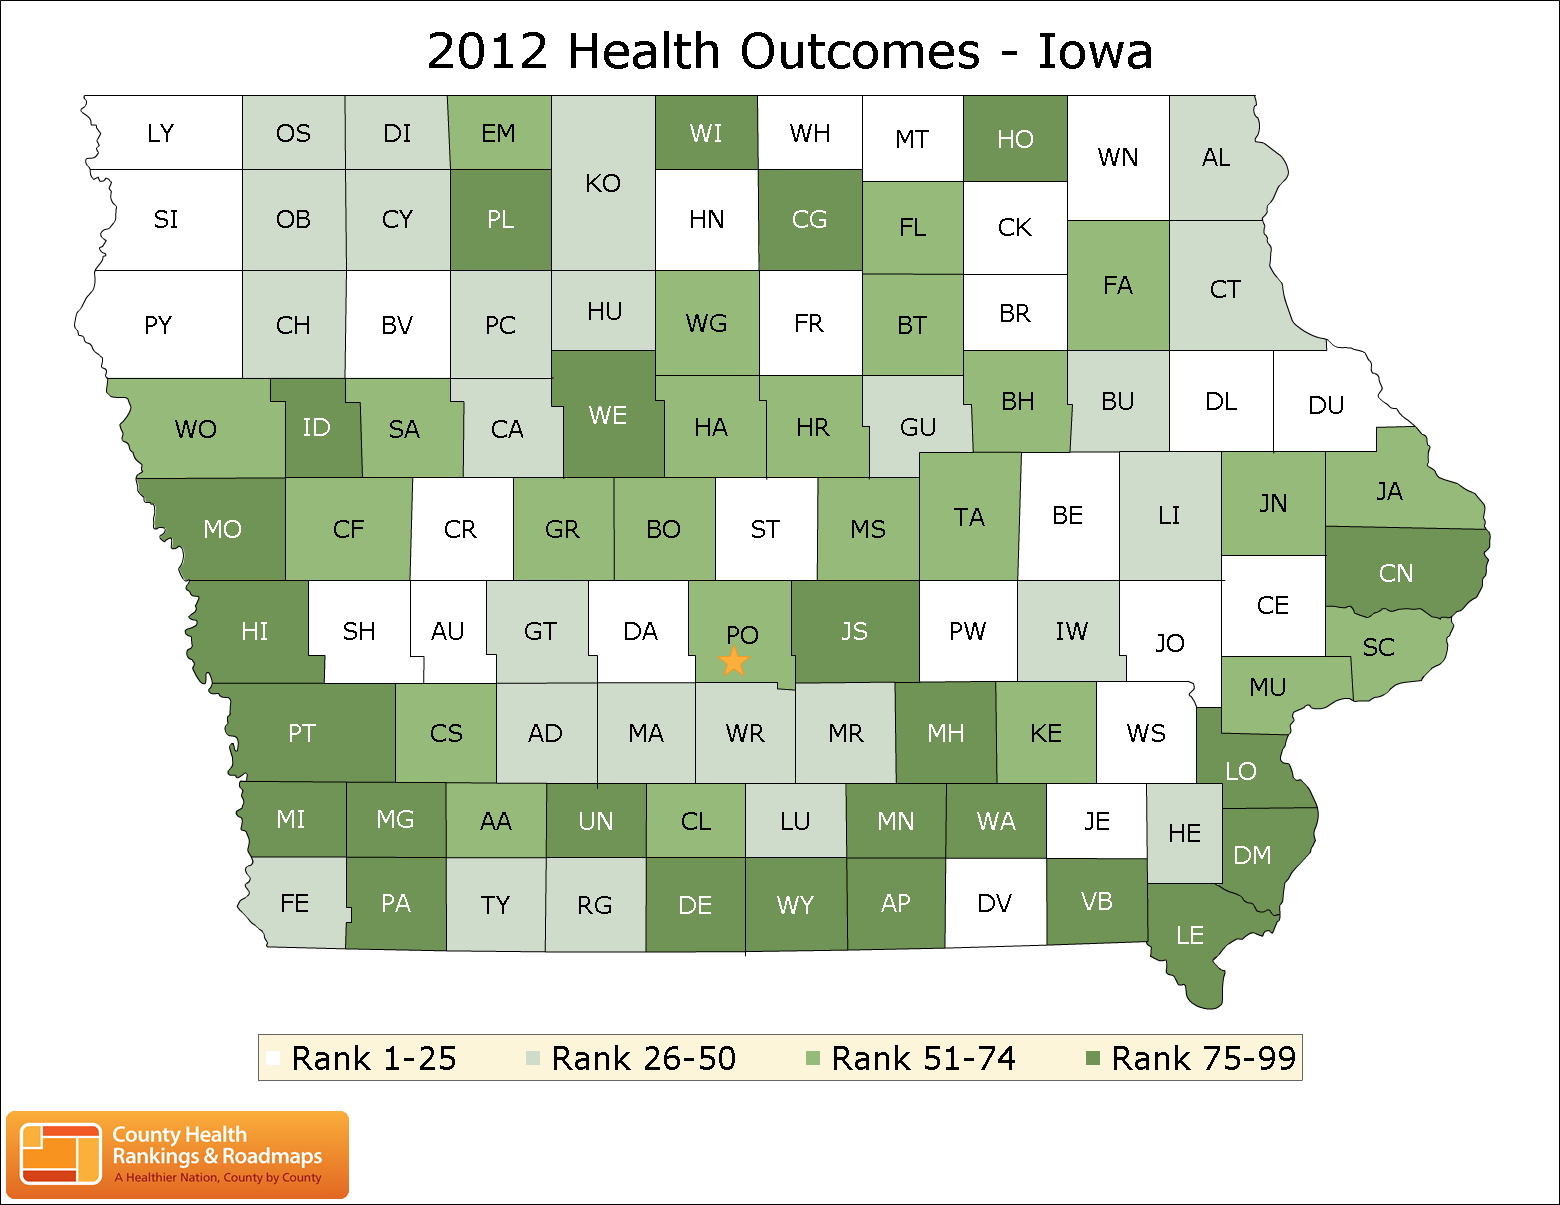 2012 Health Outcomes - Iowa
LY OS DI EM KO WI WH MT HO WN AL
SI OB CY PL HN CG FL CK FA CT
PY CH BV PC HU WG FR BT BR
WO ID SA CA WE HA HR GU BH BU DL DU
MO CF CR GR BO ST MS TA BE LI JN JA
HI SH AU GT DA PO JS PW IW JO CE CN
SC
MU
PT CS AD MA WR MR MH KE WS LO
MI MG AA UN CL LU MN WA JE HE DM
FE PA TY RG DE WY AP DV VB LE
Rank 1-25 Rank 26-50 Rank 51-74 Rank 75-99
County Health
Rankings & Roadmaps
A Healthier Nation, County by County